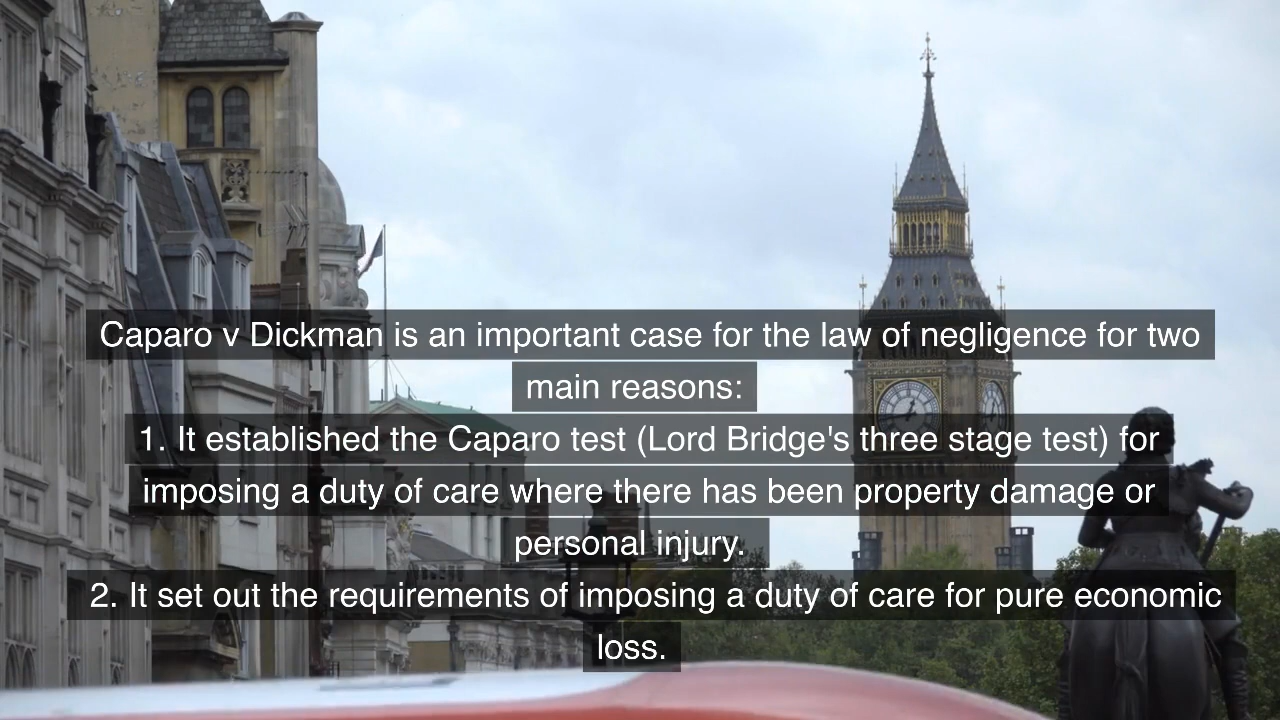 Caparo v Dickman is an important case for the law of negligence for two
main reasons:
1. It established the Caparo test (Lord Bridge's three stage test) for
imposing a duty of care where there has been property damage or
personal injury.
2. It set out the requirements of imposing a duty of care for pure economic
loss.